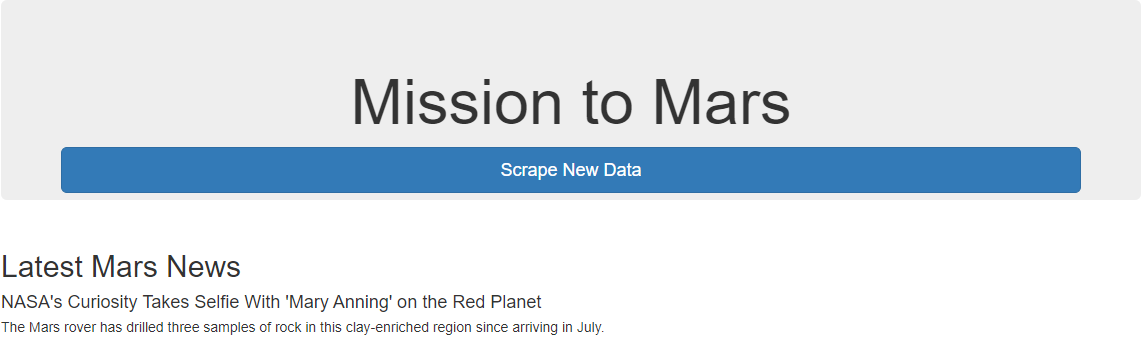 Mission to Mars
Scrape New Data
Latest Mars News
NASA's Curiosity Takes Selfie With 'Mary Anning' on the Red Planet
The Mars rover has drilled three samples of rock in this clay-enriched region since arriving in July.